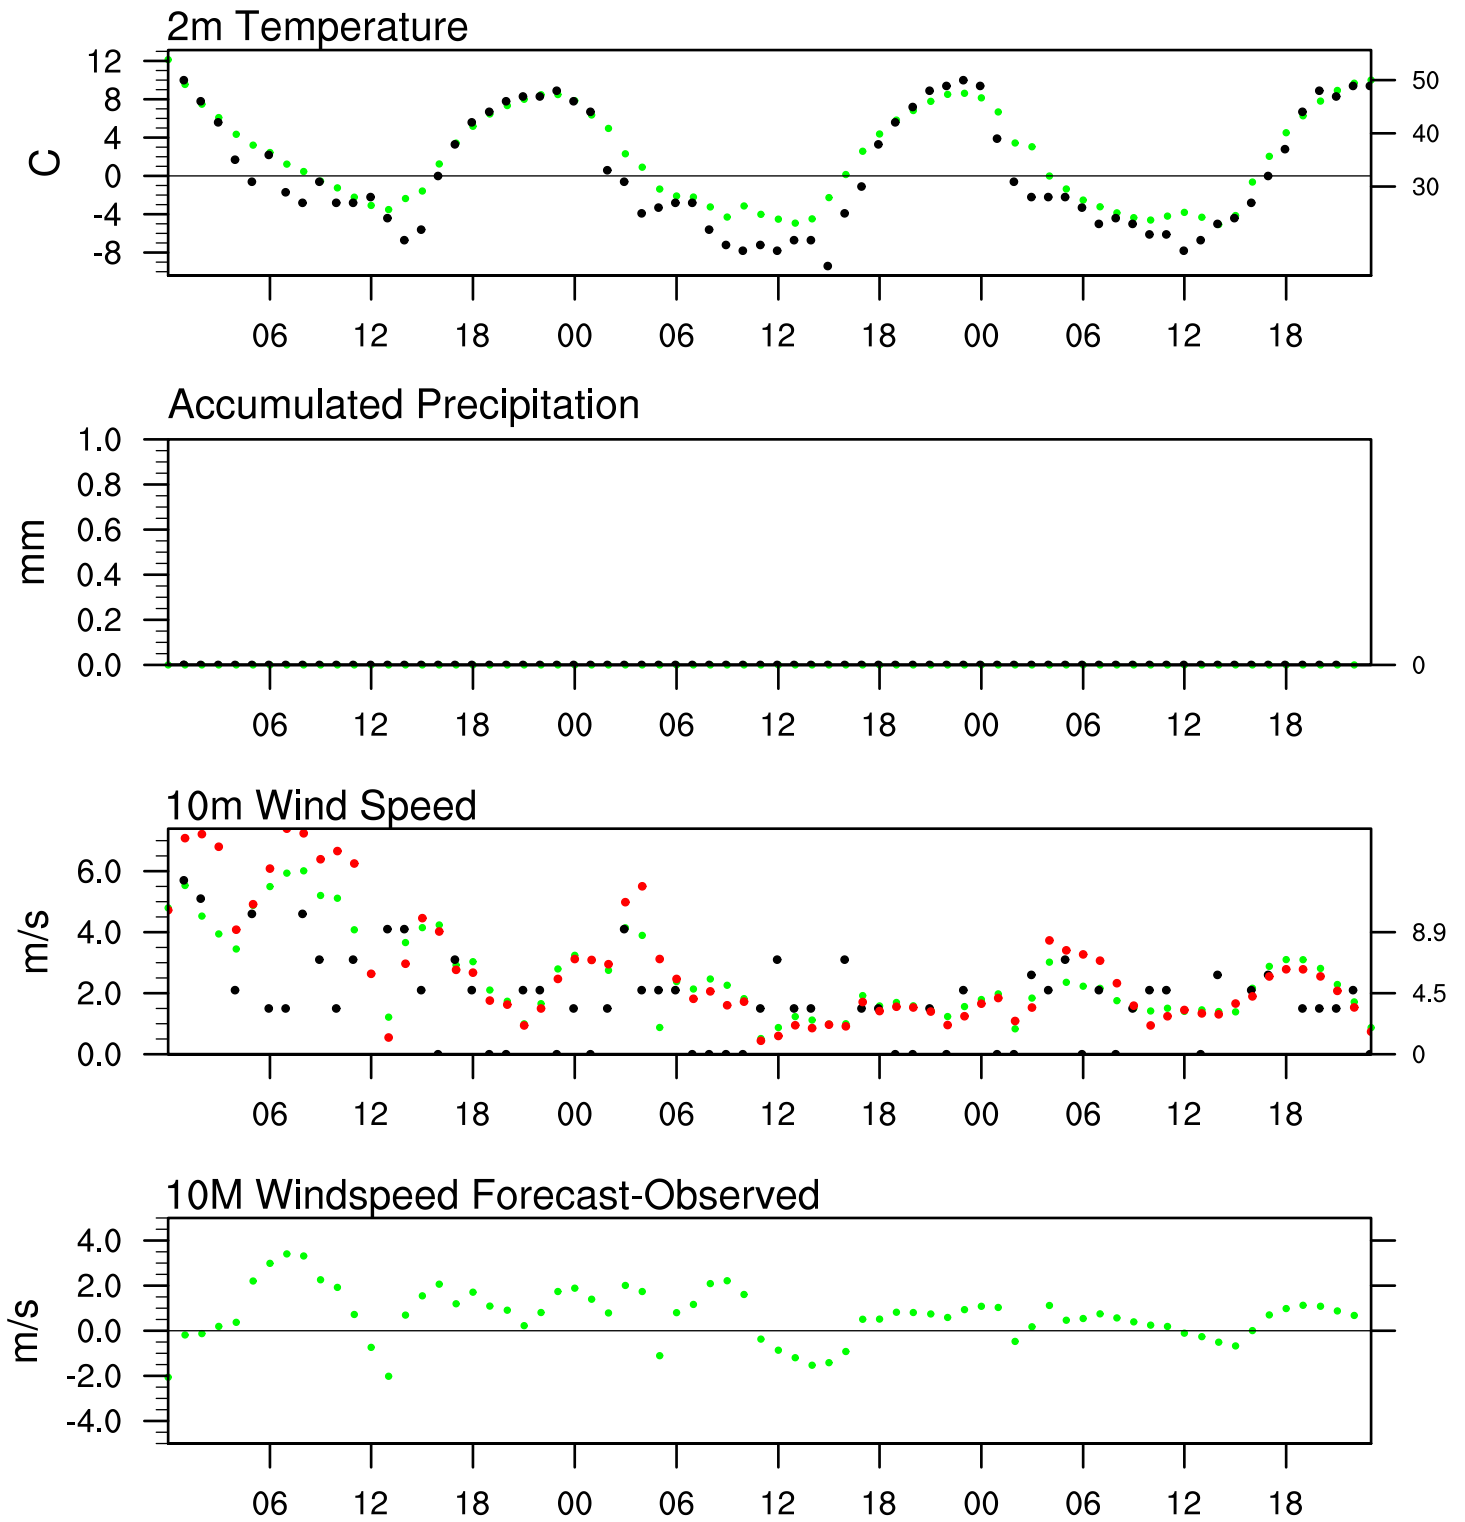 2m Temperature
12
8
4
0
-4
-8
C
50
40
30
06 12 18 00 06 12 18 00 06 12 18
Accumulated Precipitation
1.0
0.8
0.6
0.4
0.2
0.0
mm
0
06 12 18 00 06 12 18 00 06 12 18
10m Wind Speed
6.0
4.0
2.0
0.0
m/s
8.9
4.5
0
06 12 18 00 06 12 18 00 06 12 18
10M Windspeed Forecast-Observed
4.0
2.0
0.0
-2.0
-4.0
m/s
06 12 18 00 06 12 18 00 06 12 18